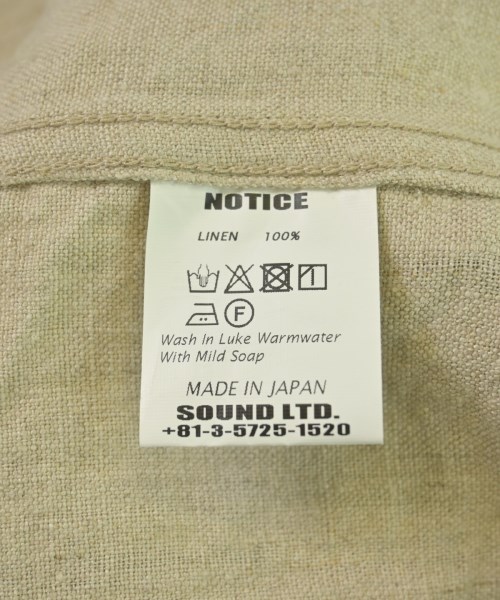 NOTICE
LINEN 100%
F
Wash In Luke Warmwater
With Mild Soap
MADE IN JAPAN
SOUND LTD.
+81-3-5725-1520